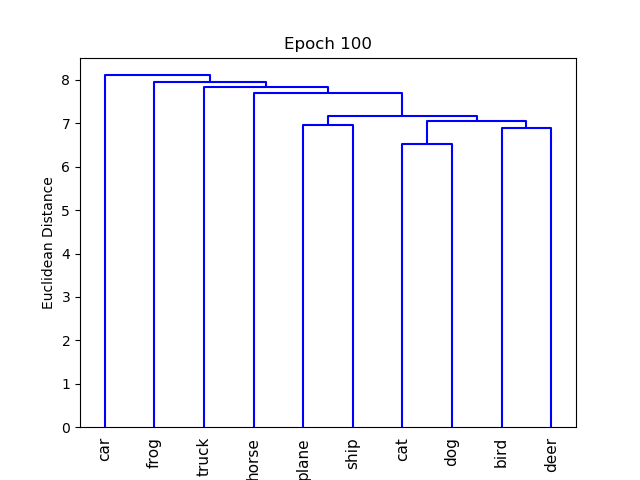 Epoch 100
Euclidean Distance
8
7
6
5
4
3
2
1
0
car
frog
truck
horse
plane
ship
cat
dog
bird
deer